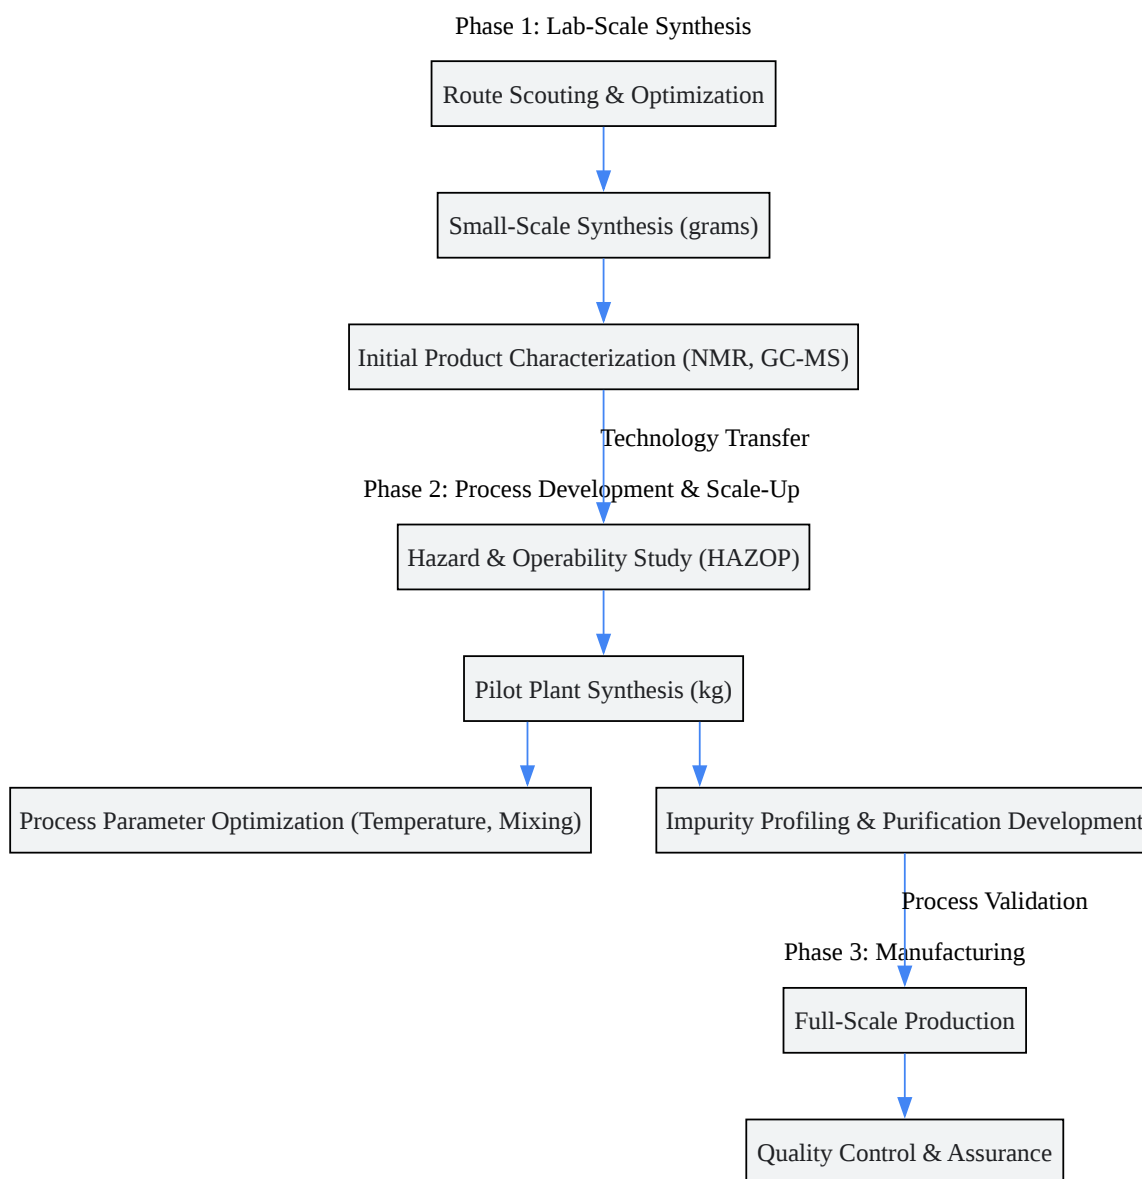 Phase 1: Lab-Scale Synthesis
Route Scouting & Optimization
Small-Scale Synthesis (grams)
Initial Product Characterization (NMR, GC-MS)
Technology Transfer
Phase 2: Process Development & Scale-Up
Hazard & Operability Study (HAZOP)
Pilot Plant Synthesis (kg)
Process Parameter Optimization (Temperature, Mixing)
Impurity Profiling & Purification Development
Process Validation
Phase 3: Manufacturing
Full-Scale Production
Quality Control & Assurance